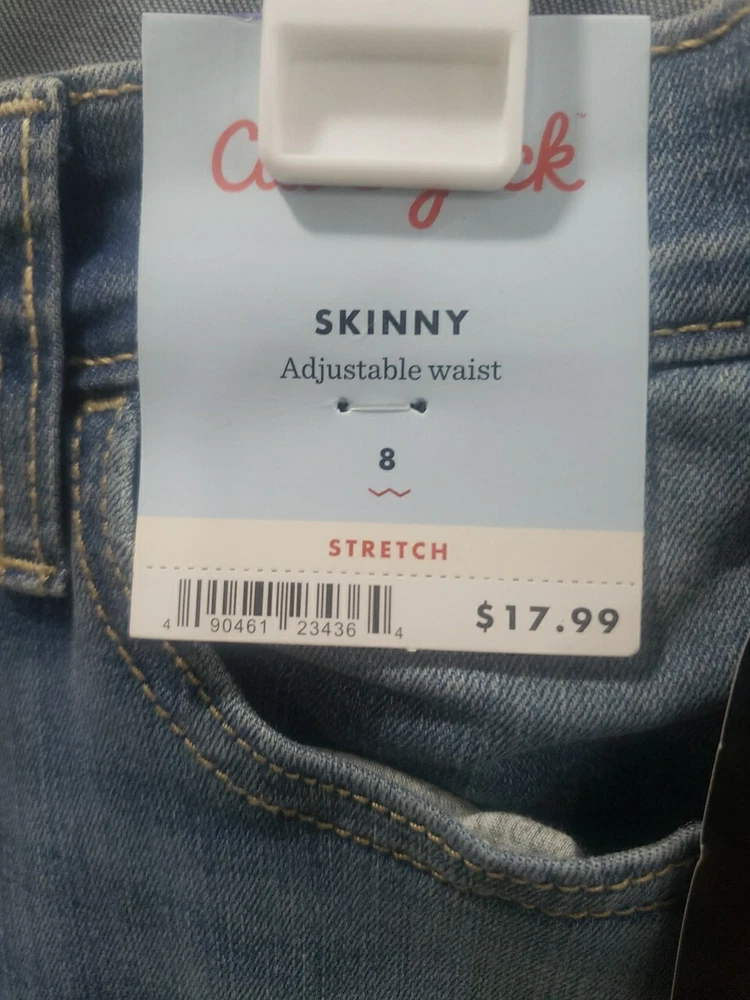 SKINNY
Adjustable waist
8
STRETCH
4 90461 23436 4
$17.99